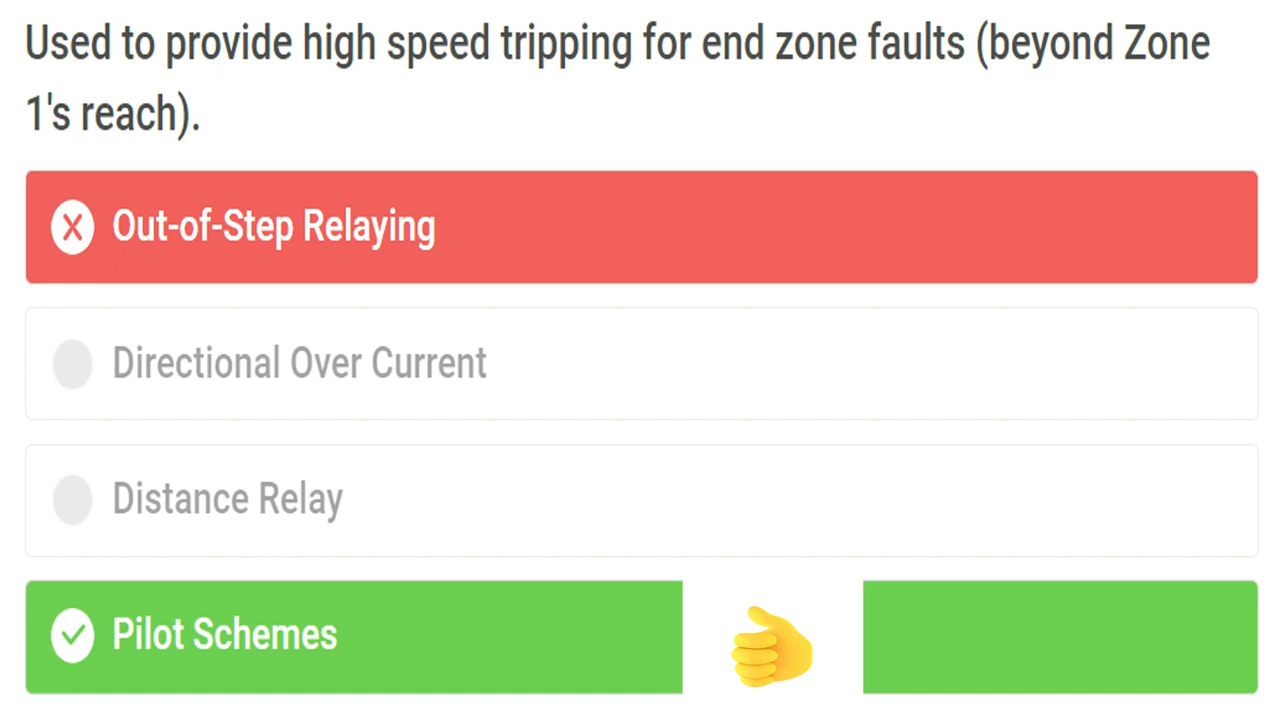 Used to provide high speed tripping for end zone faults (beyond Zone
1's reach).
Out-of-Step Relaying
Directional Over Current
Distance Relay
Pilot Schemes